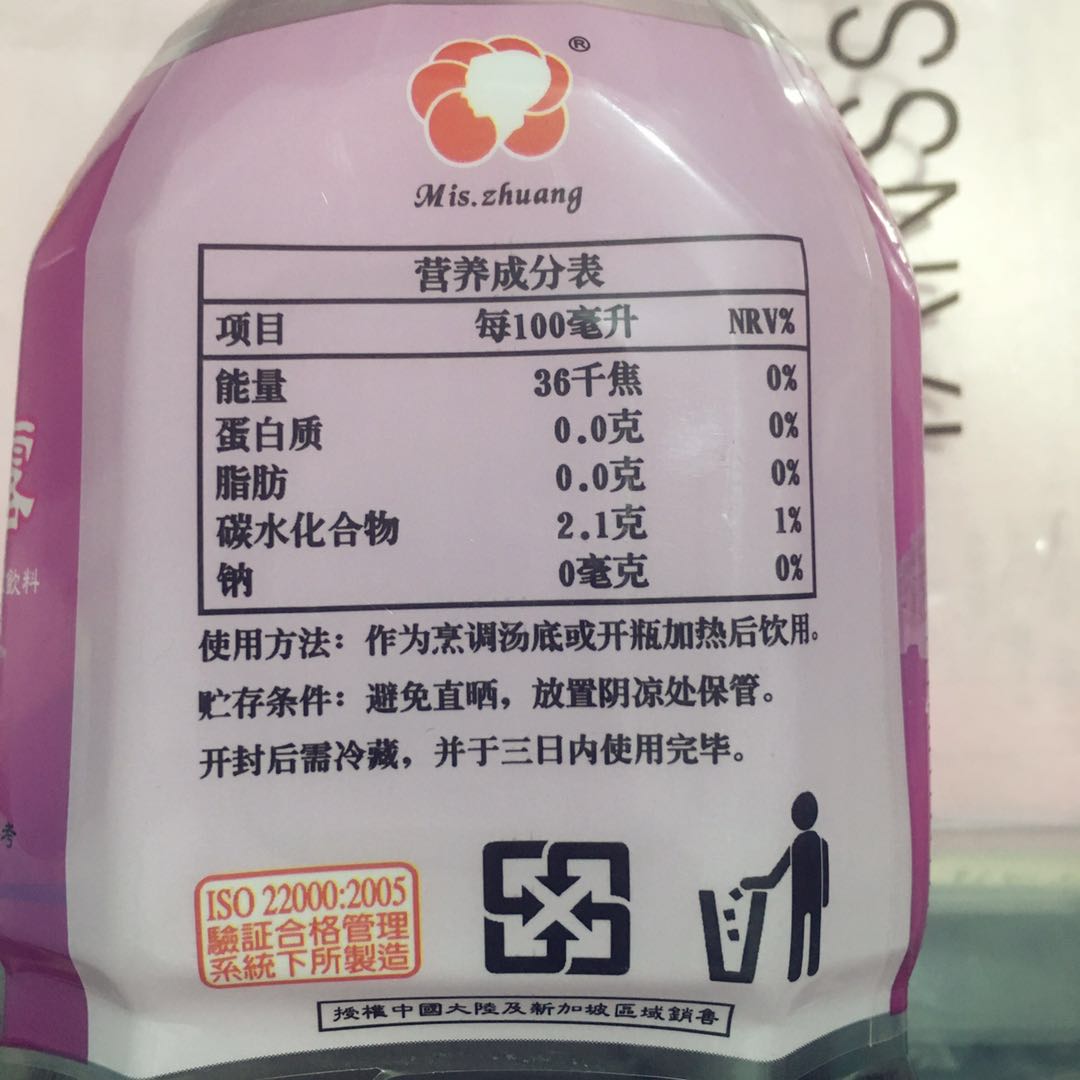 ®
Mis.zhuang
营养成分表
项目 每100毫升 NRV%
能量 36千焦 0%
蛋白质 0.0克 0%
脂肪 0.0克 0%
碳水化合物 2.1克 1%
钠 0毫克 0%
使用方法：作为烹调汤底或开瓶加热后饮用。
贮存条件：避免直晒，放置阴凉处保管。
开封后需冷藏，并于三日内使用完毕。
ISO 22000:2005
驗証合格管理
系統下所製造
授權中國大陸及新加坡區域銷售
飲料
考